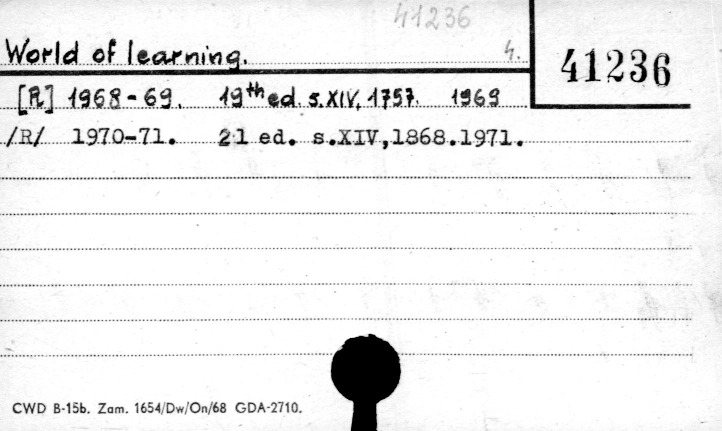 41236
World of learning. 4.
41236
[R] 1968-69. 19th ed. s.XIV, 1757. 1969
/R/ 1970-71. 21 ed. s.XIV,1868.1971.
CWD B-15b. Zam. 1654/Dw/On/68 GDA-2710.